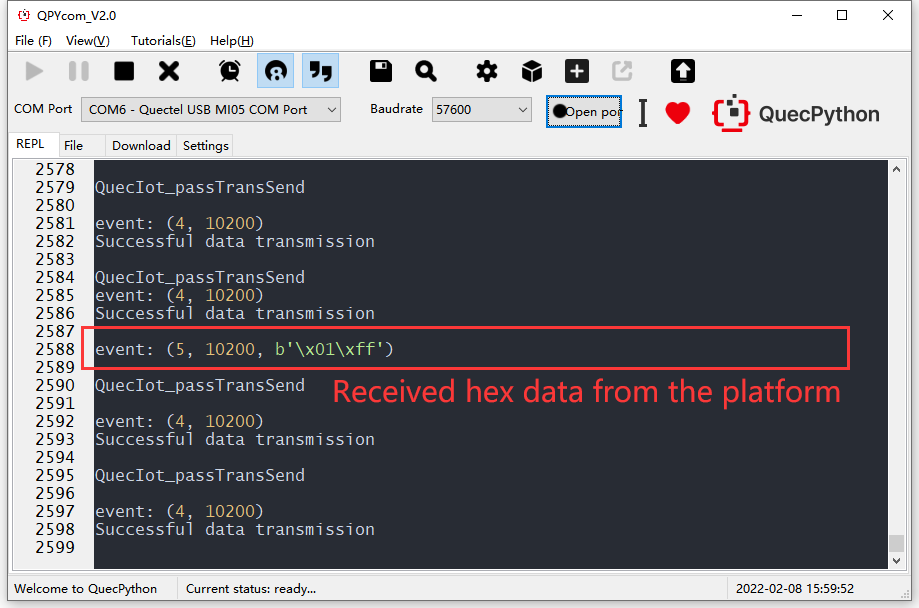 QPYcom_V2.0
File (F) View(V) Tutorials(E) Help(H)
COM Port COM6 - Quectel USB MI05 COM Port Baudrate 57600 Open por QuecPython
REPL File Download Settings
2578
2579 QuecIot_passTransSend
2580
2581 event: (4, 10200)
2582 Successful data transmission
2583
2584 QuecIot_passTransSend
2585 event: (4, 10200)
2586 Successful data transmission
2587
2588 event: (5, 10200, b'\x01\xff')
2589
2590 QuecIot_passTransSend
Received hex data from the platform
2591
2592 event: (4, 10200)
2593 Successful data transmission
2594
2595 QuecIot_passTransSend
2596
2597 event: (4, 10200)
2598 Successful data transmission
2599
Welcome to QuecPython Current status: ready... 2022-02-08 15:59:52